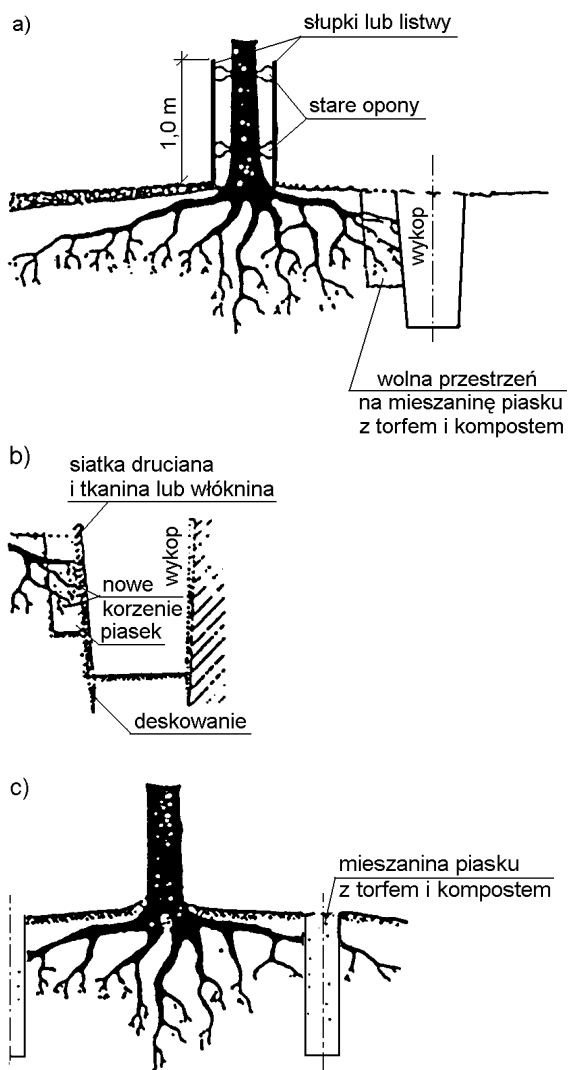 a)
słupki lub listwy
stare opony
1,0 m
wykop
wolna przestrzeń
na mieszaninę piasku
z torfem i kompostem
b)
siatka druciana
i tkanina lub włóknina
wykop
nowe
korzenie
piasek
deskowanie
c)
mieszanina piasku
z torfem i kompostem